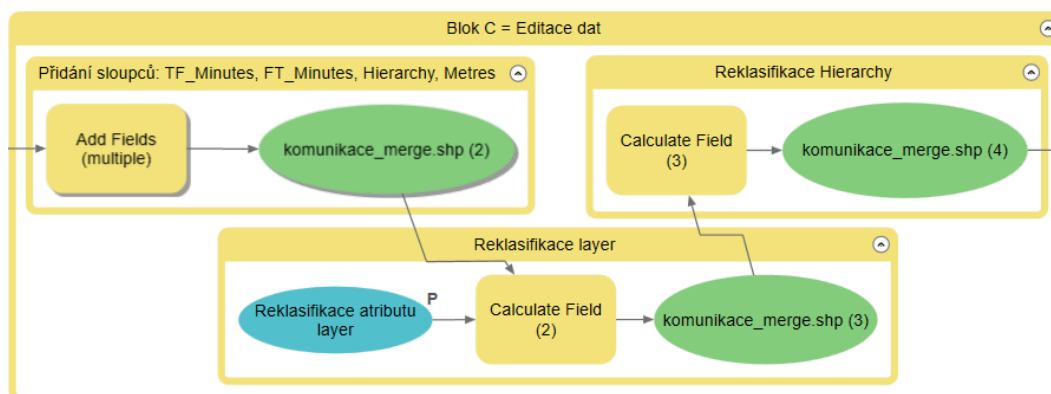 Blok C = Editace dat
Přidání sloupců: TF_Minutes, FT_Minutes, Hierarchy, Metres
Add Fields
(multiple)
komunikace_merge.shp (2)
Reklasifikace Hierarchy
Calculate Field
(3)
komunikace_merge.shp (4)
Reklasifikace layer
Reklasifikace atributu
layer
P
Calculate Field
(2)
komunikace_merge.shp (3)